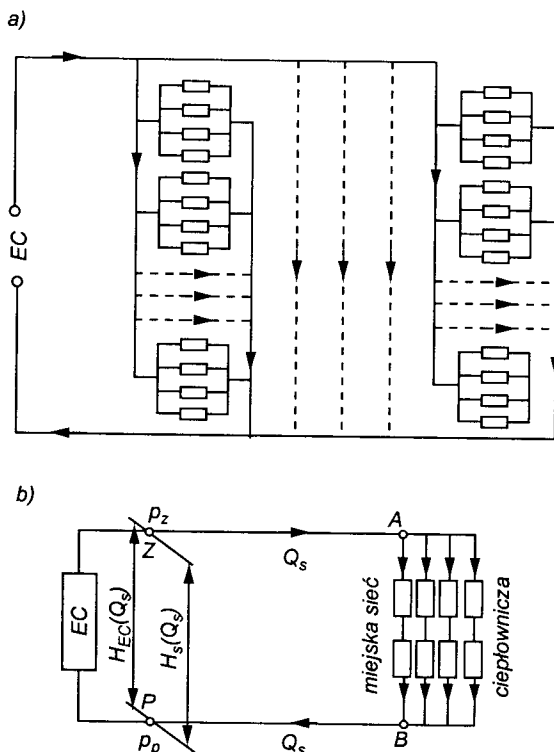 a)
EC
b)
p_z
Z
A
Q_s
EC
H_EC(Q_s)
H_s(Q_s)
miejska sieć
ciepłownicza
P
p_p
Q_s
B